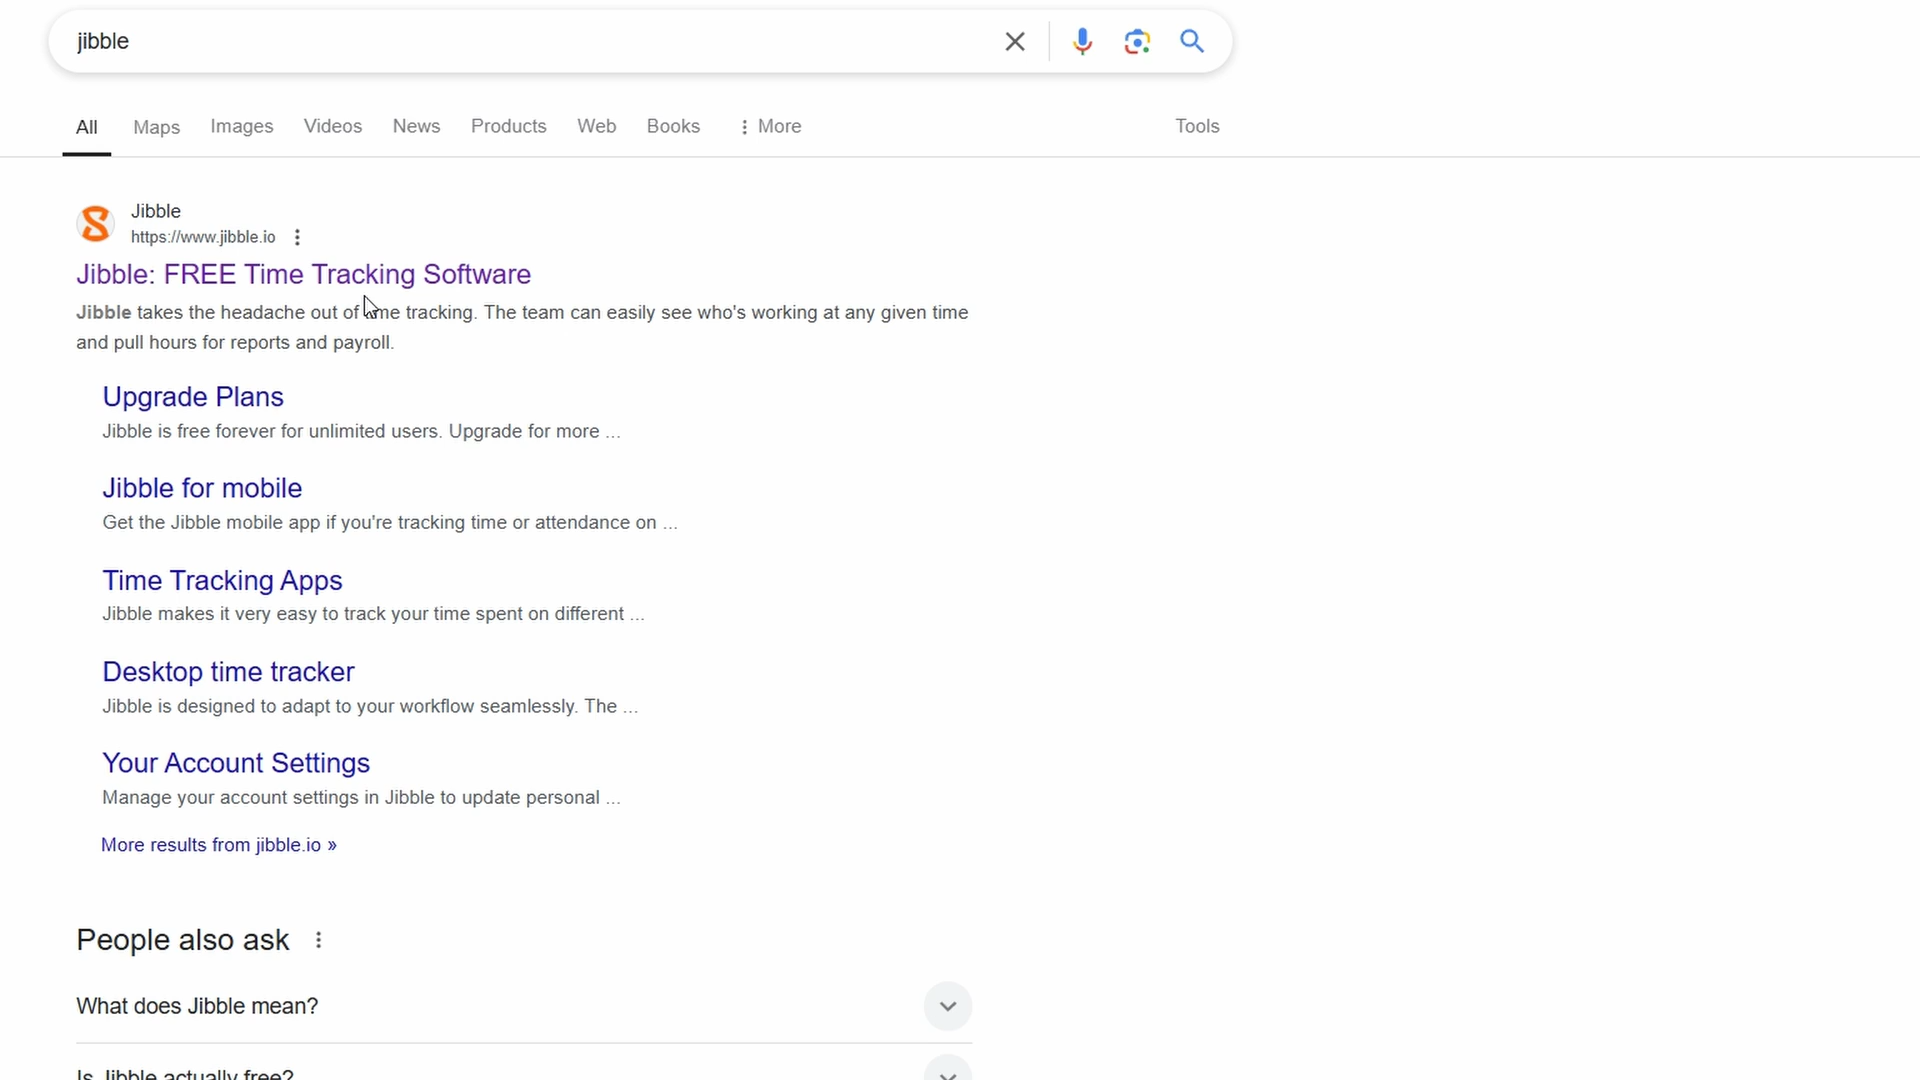 jibble
All Maps Images Videos News Products Web Books More Tools
Jibble
https://www.jibble.io
Jibble: FREE Time Tracking Software
Jibble takes the headache out of time tracking. The team can easily see who's working at any given time
and pull hours for reports and payroll.
Upgrade Plans
Jibble is free forever for unlimited users. Upgrade for more ...
Jibble for mobile
Get the Jibble mobile app if you're tracking time or attendance on ...
Time Tracking Apps
Jibble makes it very easy to track your time spent on different ...
Desktop time tracker
Jibble is designed to adapt to your workflow seamlessly. The ...
Your Account Settings
Manage your account settings in Jibble to update personal ...
More results from jibble.io »
People also ask
What does Jibble mean?
Is Jibble actually free?